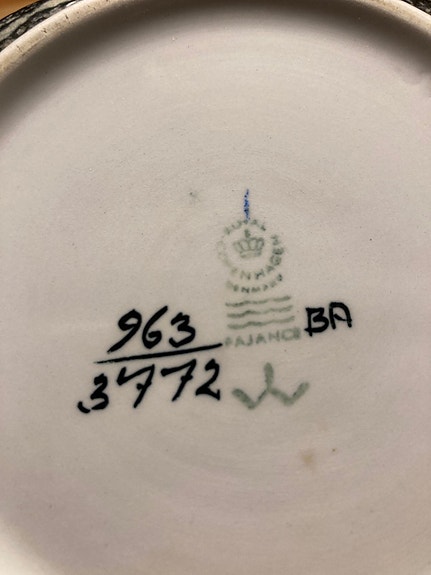 ROYAL
COPENHAGEN
DENMARK
FAJANCE
963
BA
3772